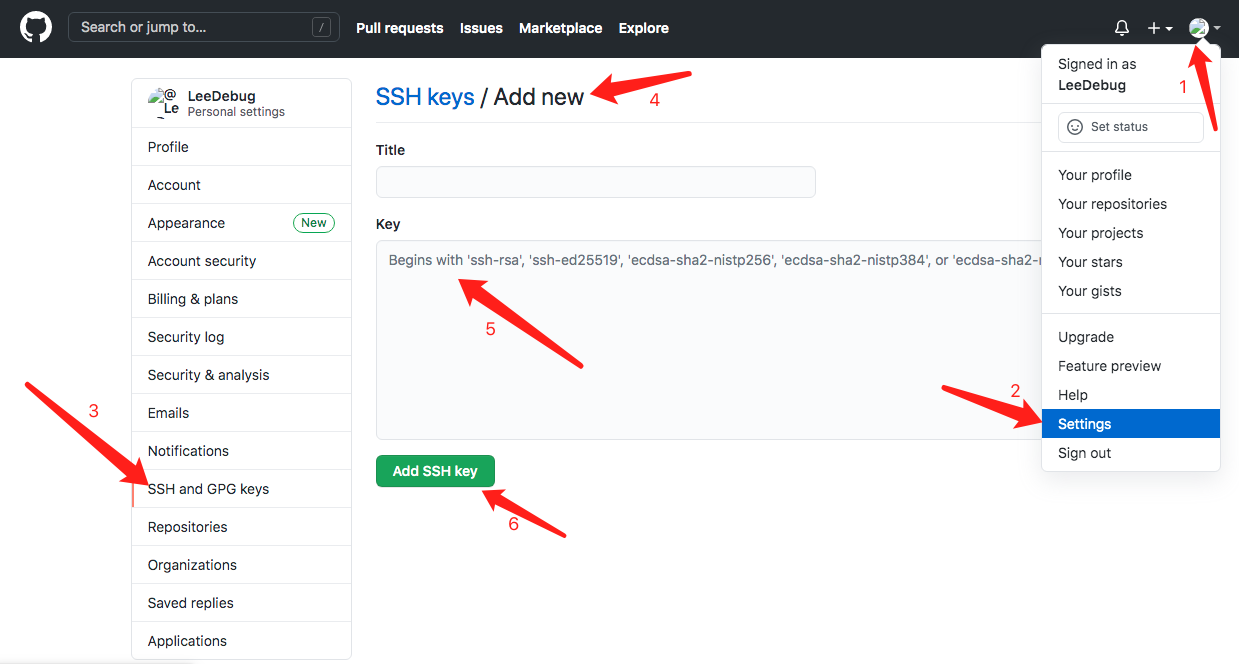 Search or jump to... /
Pull requests Issues Marketplace Explore
Signed in as
LeeDebug
1
Set status
Your profile
Your repositories
Your projects
Your stars
Your gists
Upgrade
Feature preview
Help
2
Settings
Sign out
@
Le
LeeDebug
Personal settings
Profile
Account
Appearance New
Account security
Billing & plans
Security log
Security & analysis
Emails
3
Notifications
SSH and GPG keys
Repositories
Organizations
Saved replies
Applications
SSH keys / Add new
4
Title
Key
Begins with 'ssh-rsa', 'ssh-ed25519', 'ecdsa-sha2-nistp256', 'ecdsa-sha2-nistp384', or 'ecdsa-sha2-
5
Add SSH key
6